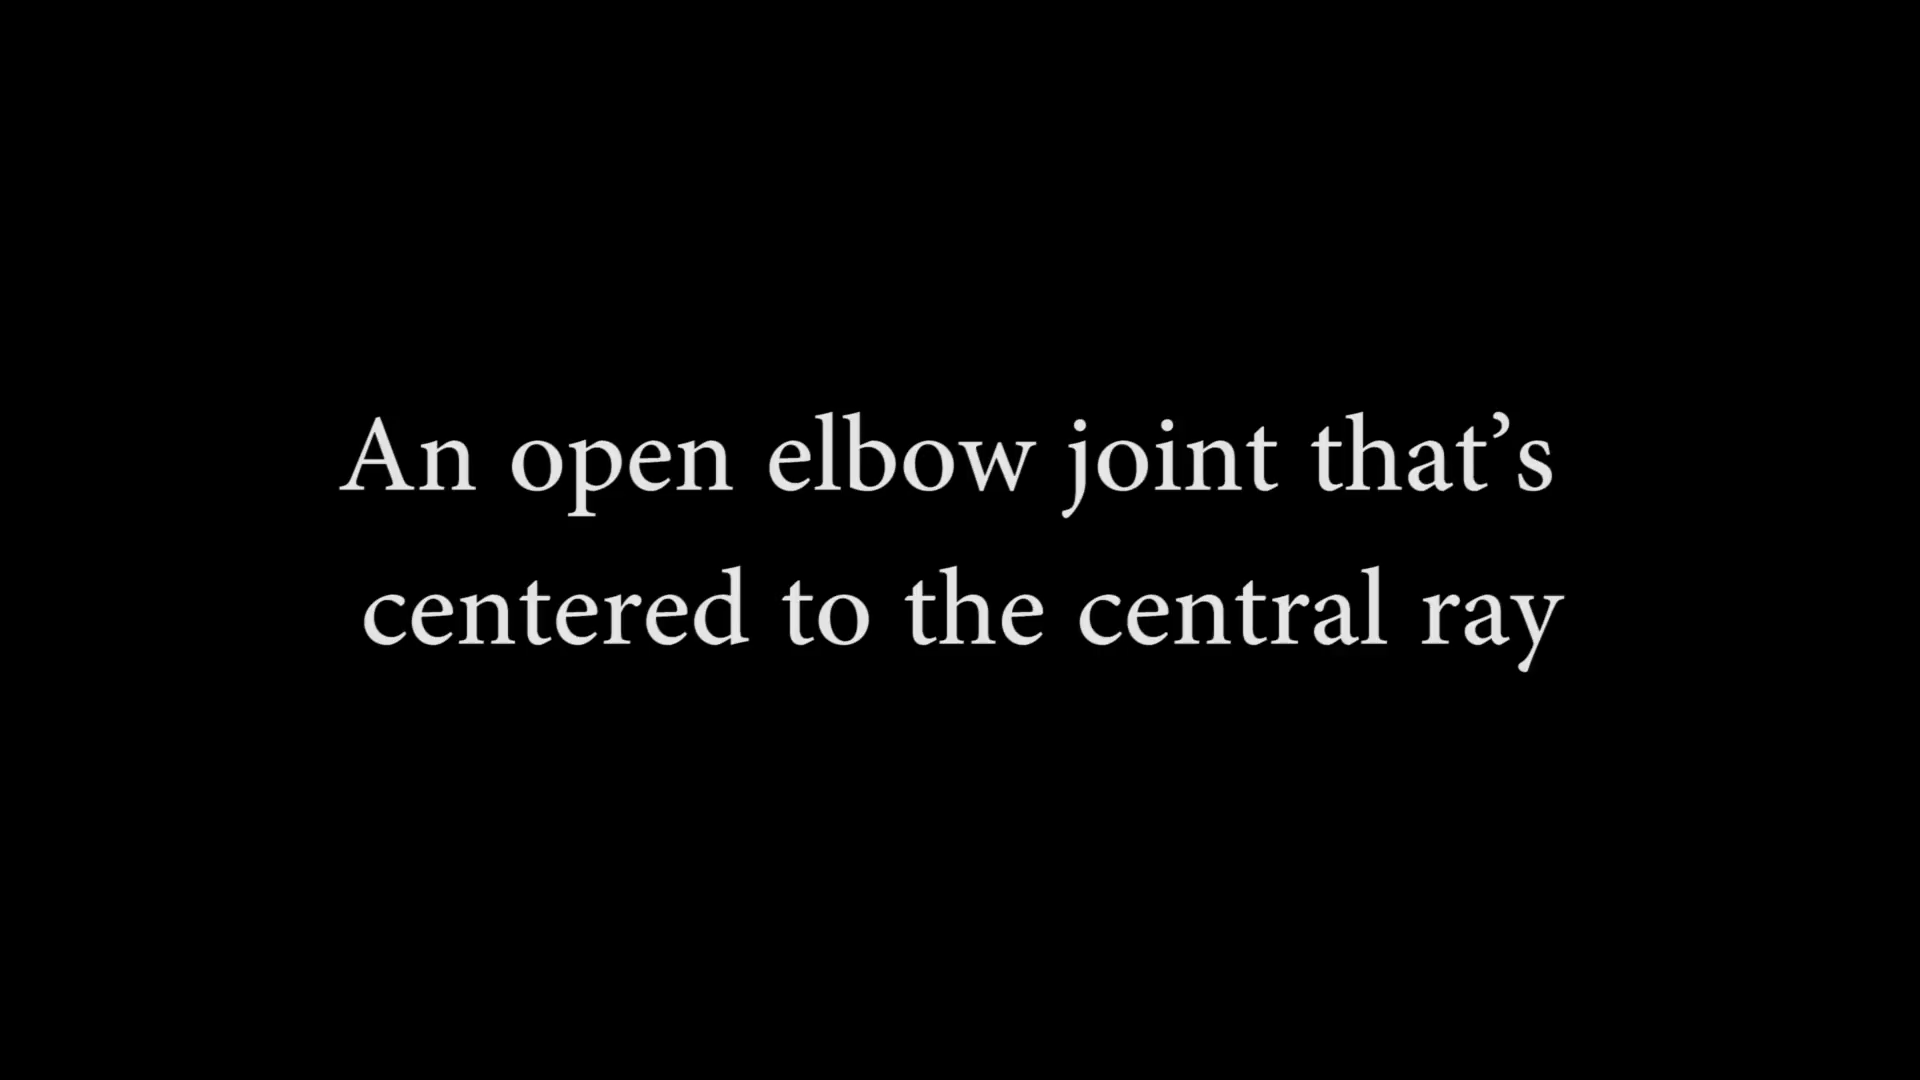 An open elbow joint that’s
centered to the central ray